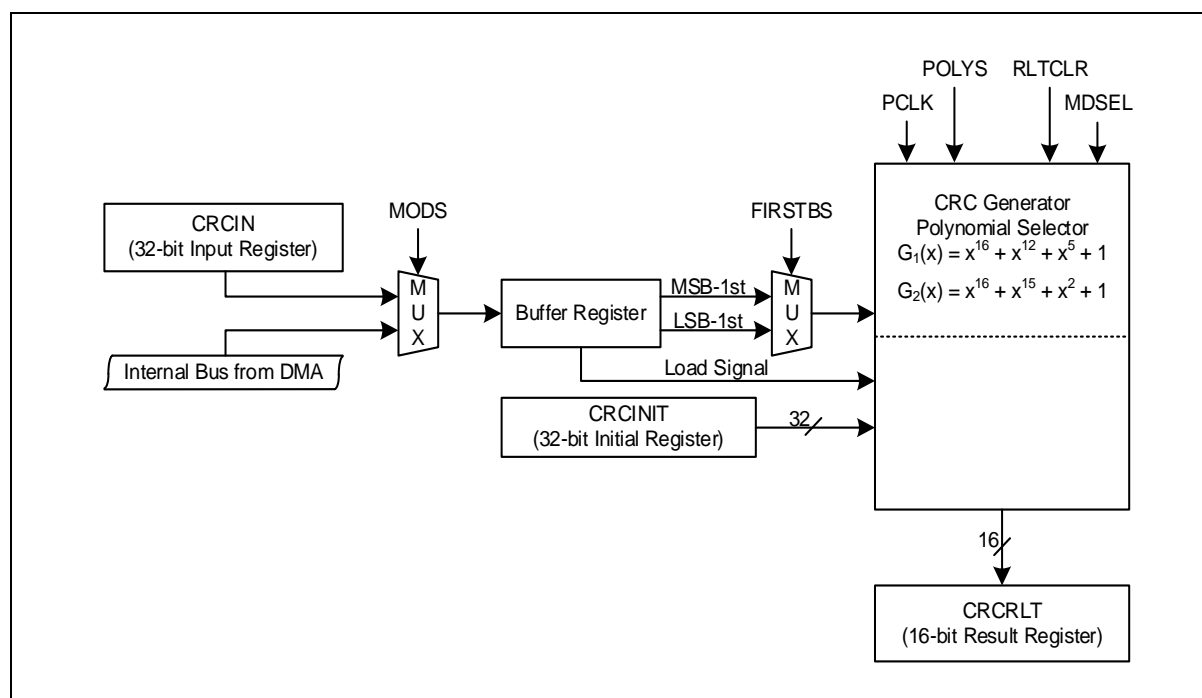 POLYS RLTCLR
PCLK MDSEL
CRCIN
(32-bit Input Register)
MODS
FIRSTBS
CRC Generator
Polynomial Selector
G₁(x) = x¹⁶ + x¹² + x⁵ + 1
G₂(x) = x¹⁶ + x¹⁵ + x² + 1
M
U
X
Buffer Register
MSB-1st
LSB-1st
M
U
X
Internal Bus from DMA
Load Signal
CRCINIT
(32-bit Initial Register)
32
16
CRCRLT
(16-bit Result Register)